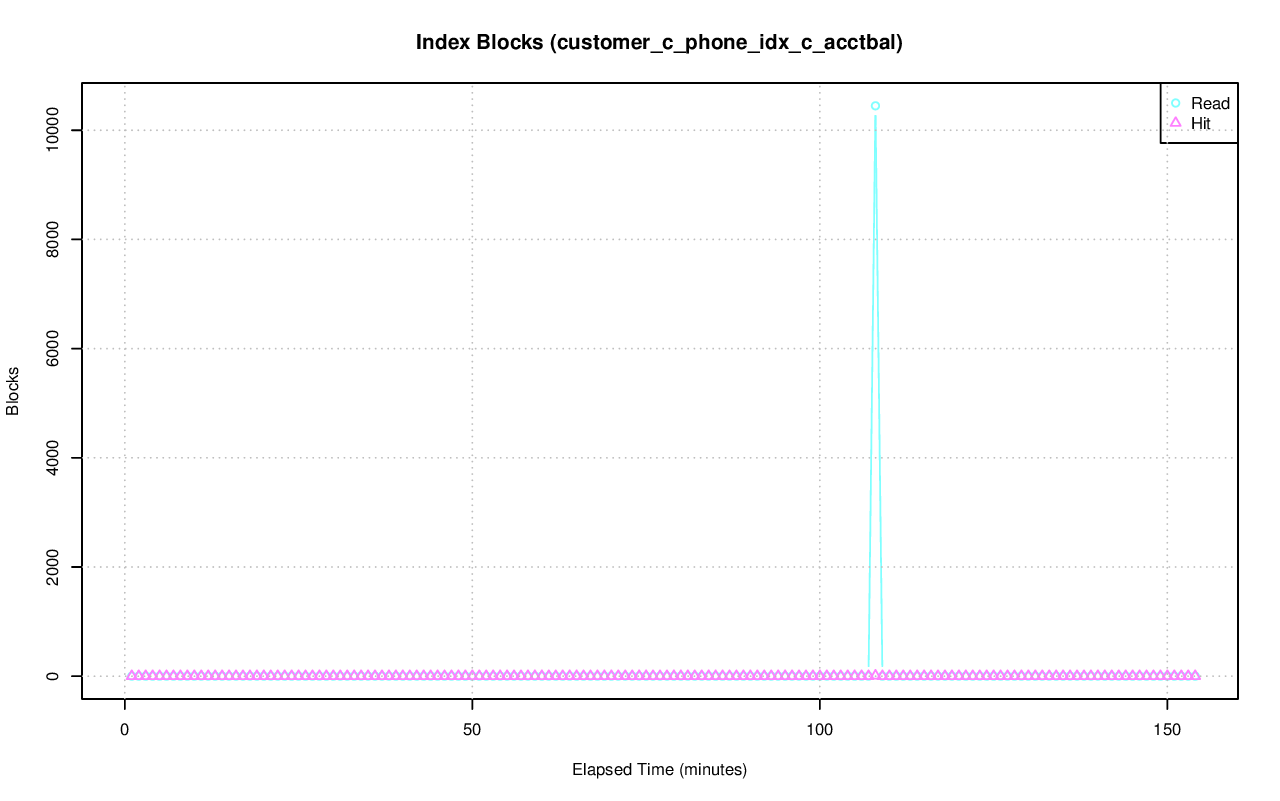 Index Blocks (customer_c_phone_idx_c_acctbal)
Read
Hit
10000
8000
6000
4000
2000
0
Blocks
0 50 100 150
Elapsed Time (minutes)